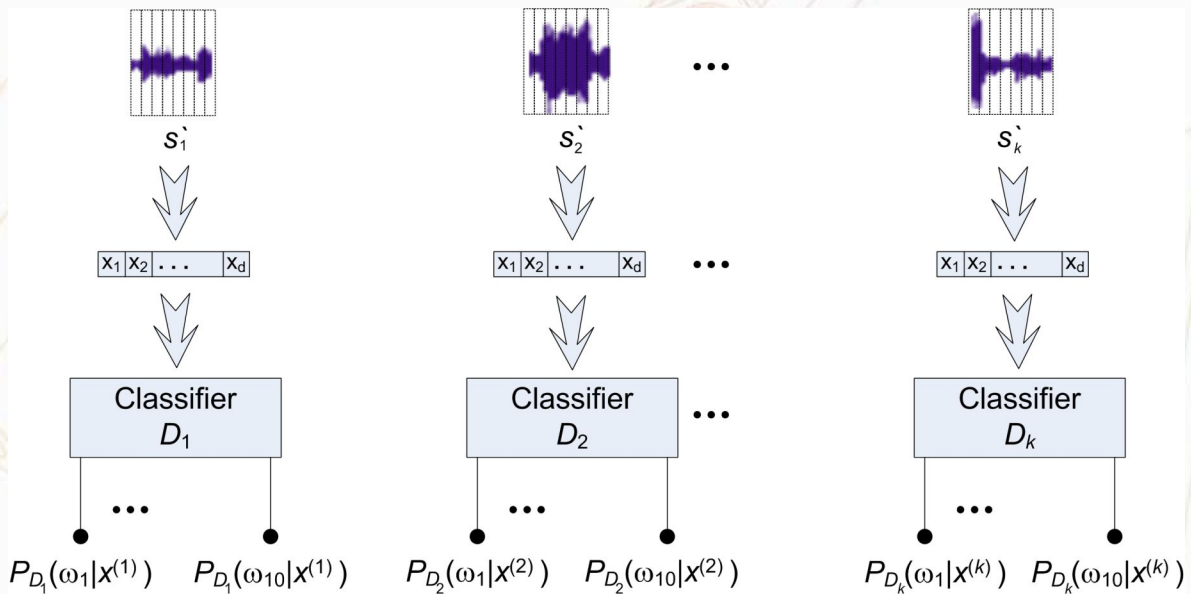 s`1 s`2 ... s`k
x1 x2 ... xd x1 x2 ... xd ... x1 x2 ... xd
Classifier Classifier ... Classifier
D1 D2 Dk
... ... ...
PD1(ω1|x(1)) PD1(ω10|x(1)) PD2(ω1|x(2)) PD2(ω10|x(2)) PDk(ω1|x(k)) PDk(ω10|x(k))